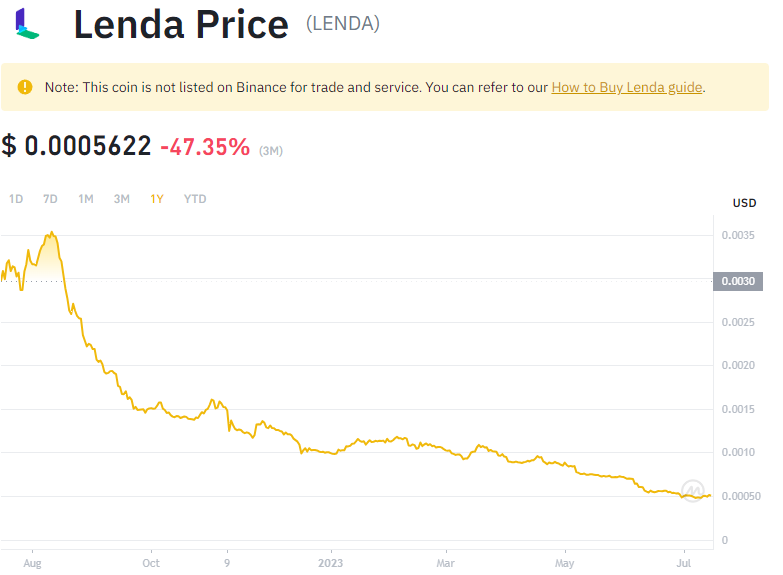 Lenda Price (LENDA)
Note: This coin is not listed on Binance for trade and service. You can refer to our How to Buy Lenda guide.
$ 0.0005622 -47.35% (3M)
1D 7D 1M 3M 1Y YTD
USD
0.0035
0.0030
0.0025
0.0020
0.0015
0.0010
0.00050
0
Aug Oct 9 2023 Mar May Jul